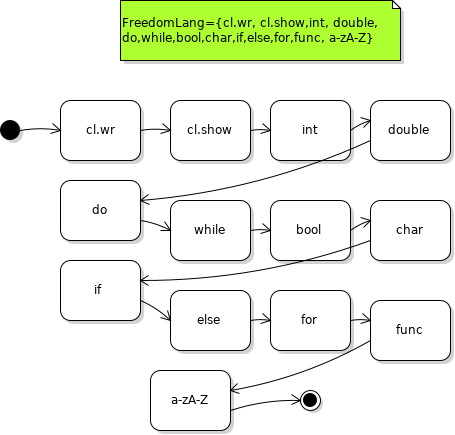 FreedomLang={cl.wr, cl.show,int, double,
do,while,bool,char,if,else,for,func, a-zA-Z}
cl.wr
cl.show
int
double
do
while
bool
char
if
else
for
func
a-zA-Z